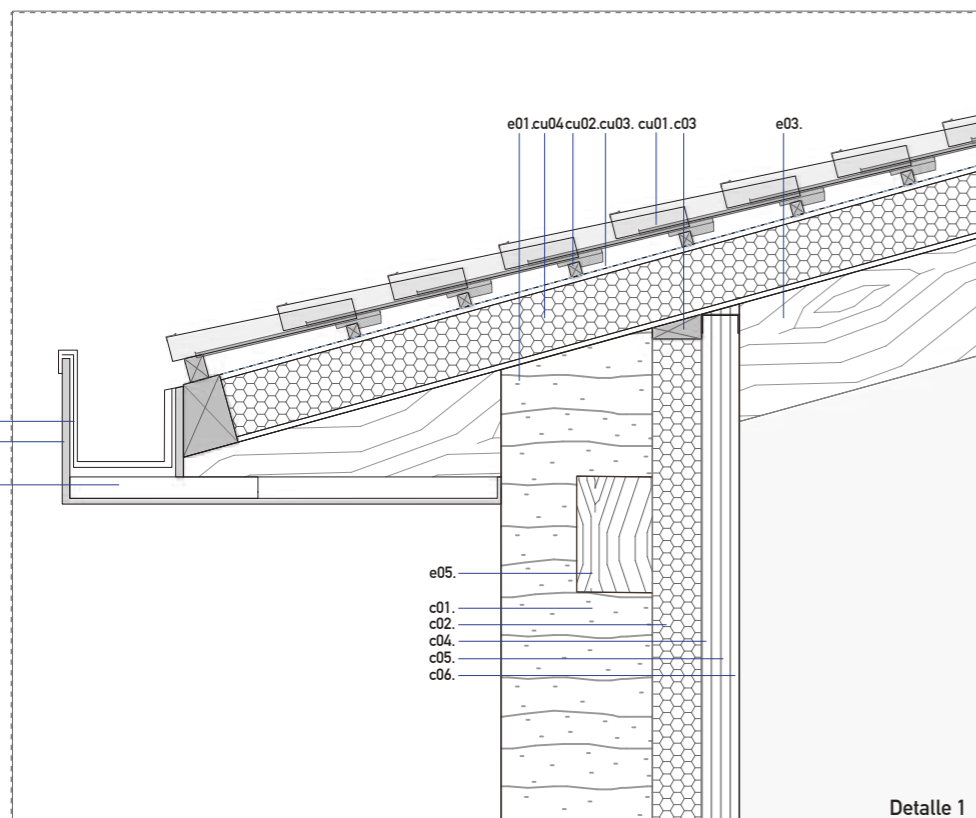 e01.cu04cu02.cu03. cu01.c03 e03.
e05.
c01.
c02.
c04.
c05.
c06.
Detalle 1